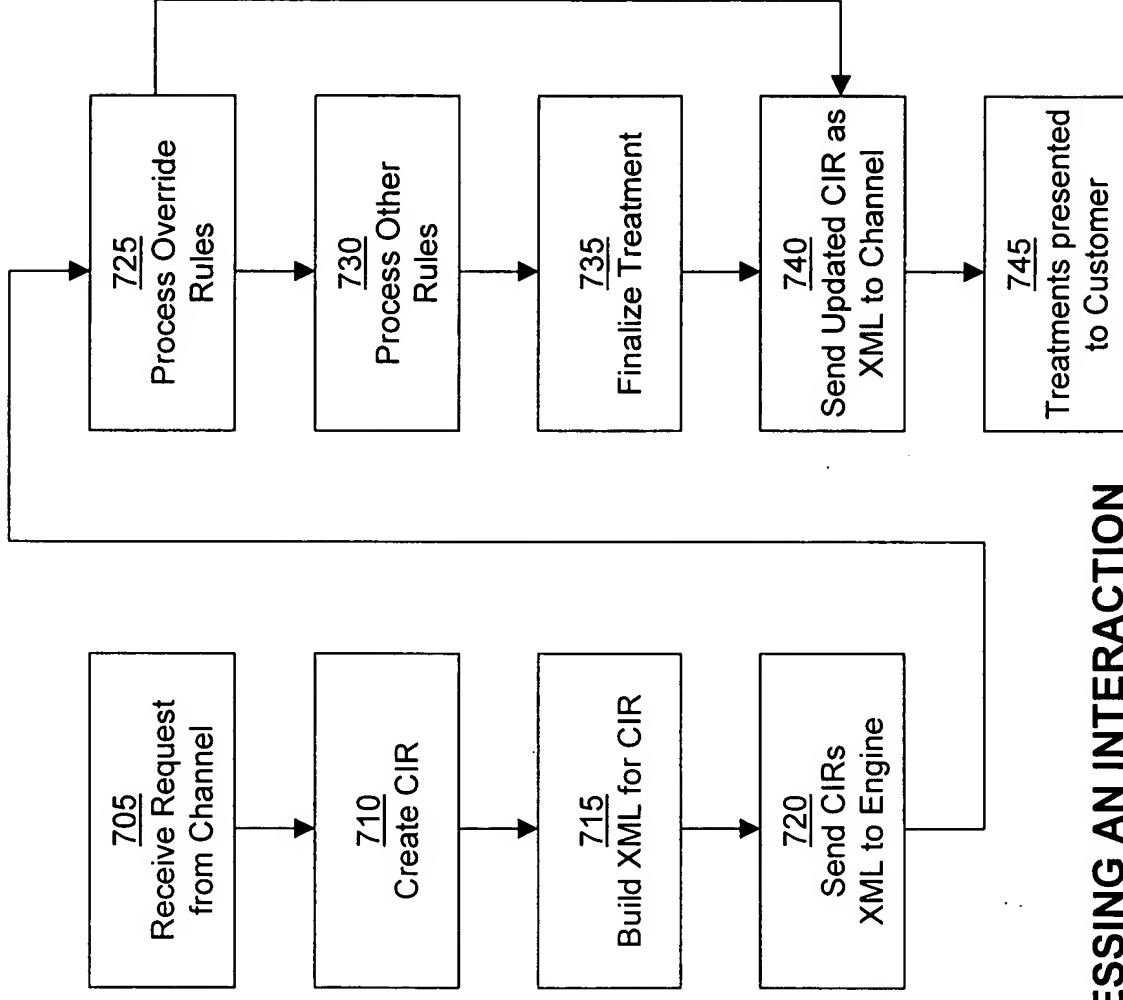 705
Receive Request
from Channel
710
Create CIR
715
Build XML for CIR
720
Send CIRs
XML to Engine
725
Process Override
Rules
730
Process Other
Rules
735
Finalize Treatment
740
Send Updated CIR as
XML to Channel
745
Treatments presented
to Customer
AN INTERACTION